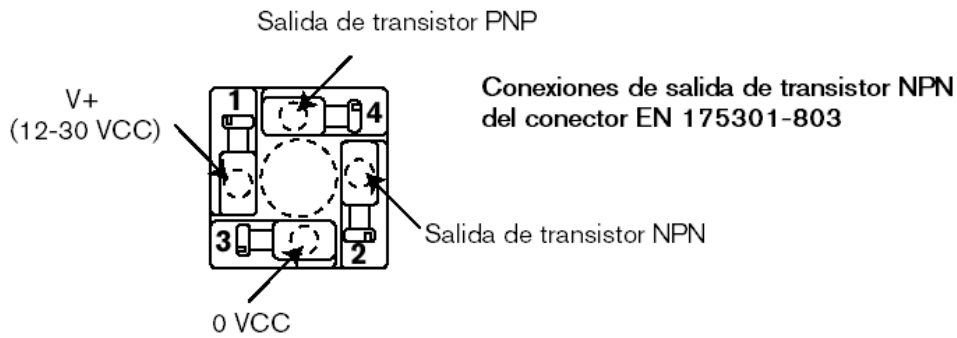 Salida de transistor PNP
Conexiones de salida de transistor NPN
del conector EN 175301-803
V+
(12-30 VCC)
1
4
3
2
Salida de transistor NPN
0 VCC